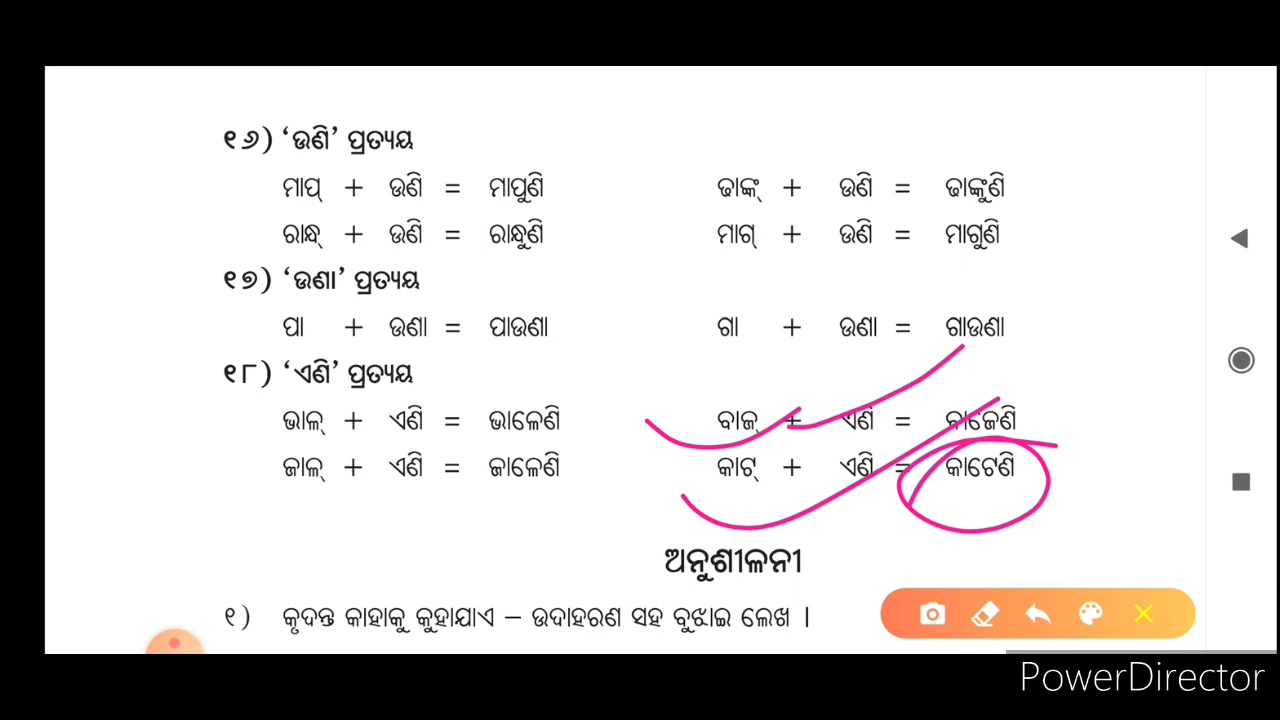 ୧୬) ‘ଉଣି’ ପ୍ରତ୍ୟୟ
ମାପ୍ + ଉଣି = ମାପୁଣି ଢାଙ୍କ୍ + ଉଣି = ଢାଙ୍କୁଣି
ରାନ୍ଧ୍ + ଉଣି = ରାନ୍ଧୁଣି ମାଗ୍ + ଉଣି = ମାଗୁଣି
୧୭) ‘ଉଣା’ ପ୍ରତ୍ୟୟ
ପା + ଉଣା = ପାଉଣା ଗା + ଉଣା = ଗାଉଣା
୧୮) ‘ଏଣି’ ପ୍ରତ୍ୟୟ
ଭାଳ୍ + ଏଣି = ଭାଳେଣି ବାଜ୍ + ଏଣି = ବାଜେଣି
ଜାଳ୍ + ଏଣି = ଜାଳେଣି କାଟ୍ + ଏଣି = କାଟେଣି
ଅନୁଶୀଳନୀ
୧) କୃଦନ୍ତ କାହାକୁ କୁହାଯାଏ – ଉଦାହରଣ ସହ ବୁଝାଇ ଲେଖ ।
PowerDirector